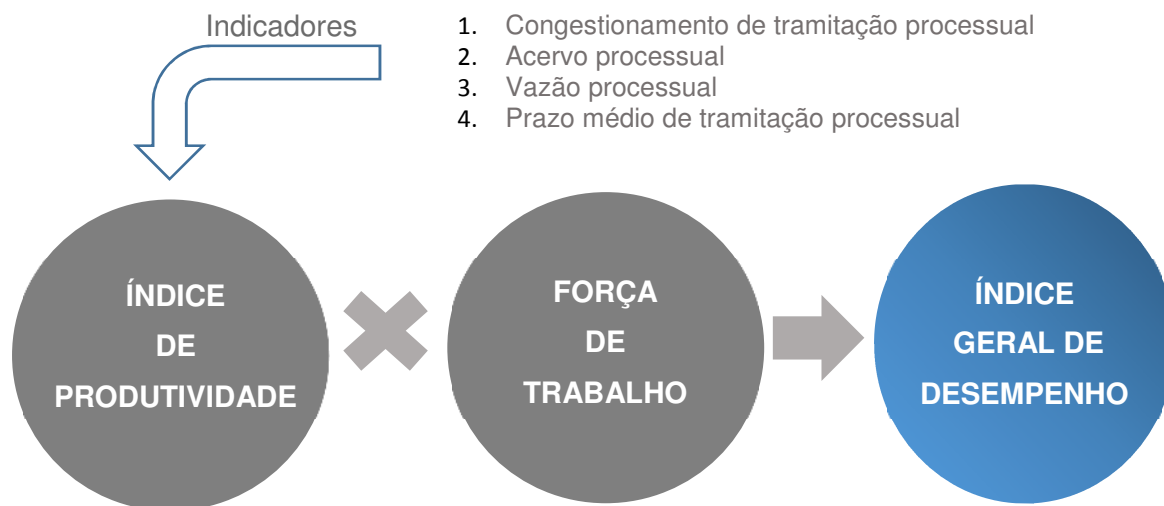 Indicadores
1. Congestionamento de tramitação processual
2. Acervo processual
3. Vazão processual
4. Prazo médio de tramitação processual
ÍNDICE
DE
PRODUTIVIDADE
FORÇA
DE
TRABALHO
ÍNDICE
GERAL DE
DESEMPENHO